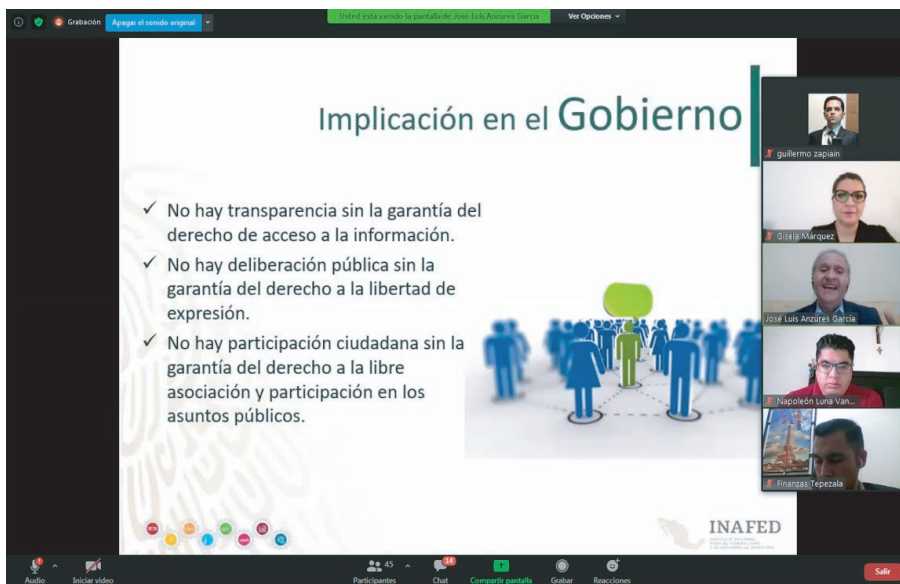 Grabación
Apagar el sonido original
Usted está viendo la pantalla de José Luis Anzures García
Ver Opciones
Implicación en el Gobierno
✓ No hay transparencia sin la garantía del
derecho de acceso a la información.
✓ No hay deliberación pública sin la
garantía del derecho a la libertad de
expresión.
✓ No hay participación ciudadana sin la
garantía del derecho a la libre
asociación y participación en los
asuntos públicos.
guillermo zapiain
Gisela Márquez
José Luis Anzures García
Napoleón Luna Van...
Finanzas Tepezala
INAFED
Audio
Iniciar video
45
Participantes
14
Chat
Compartir pantalla
Grabar
Reacciones
Salir